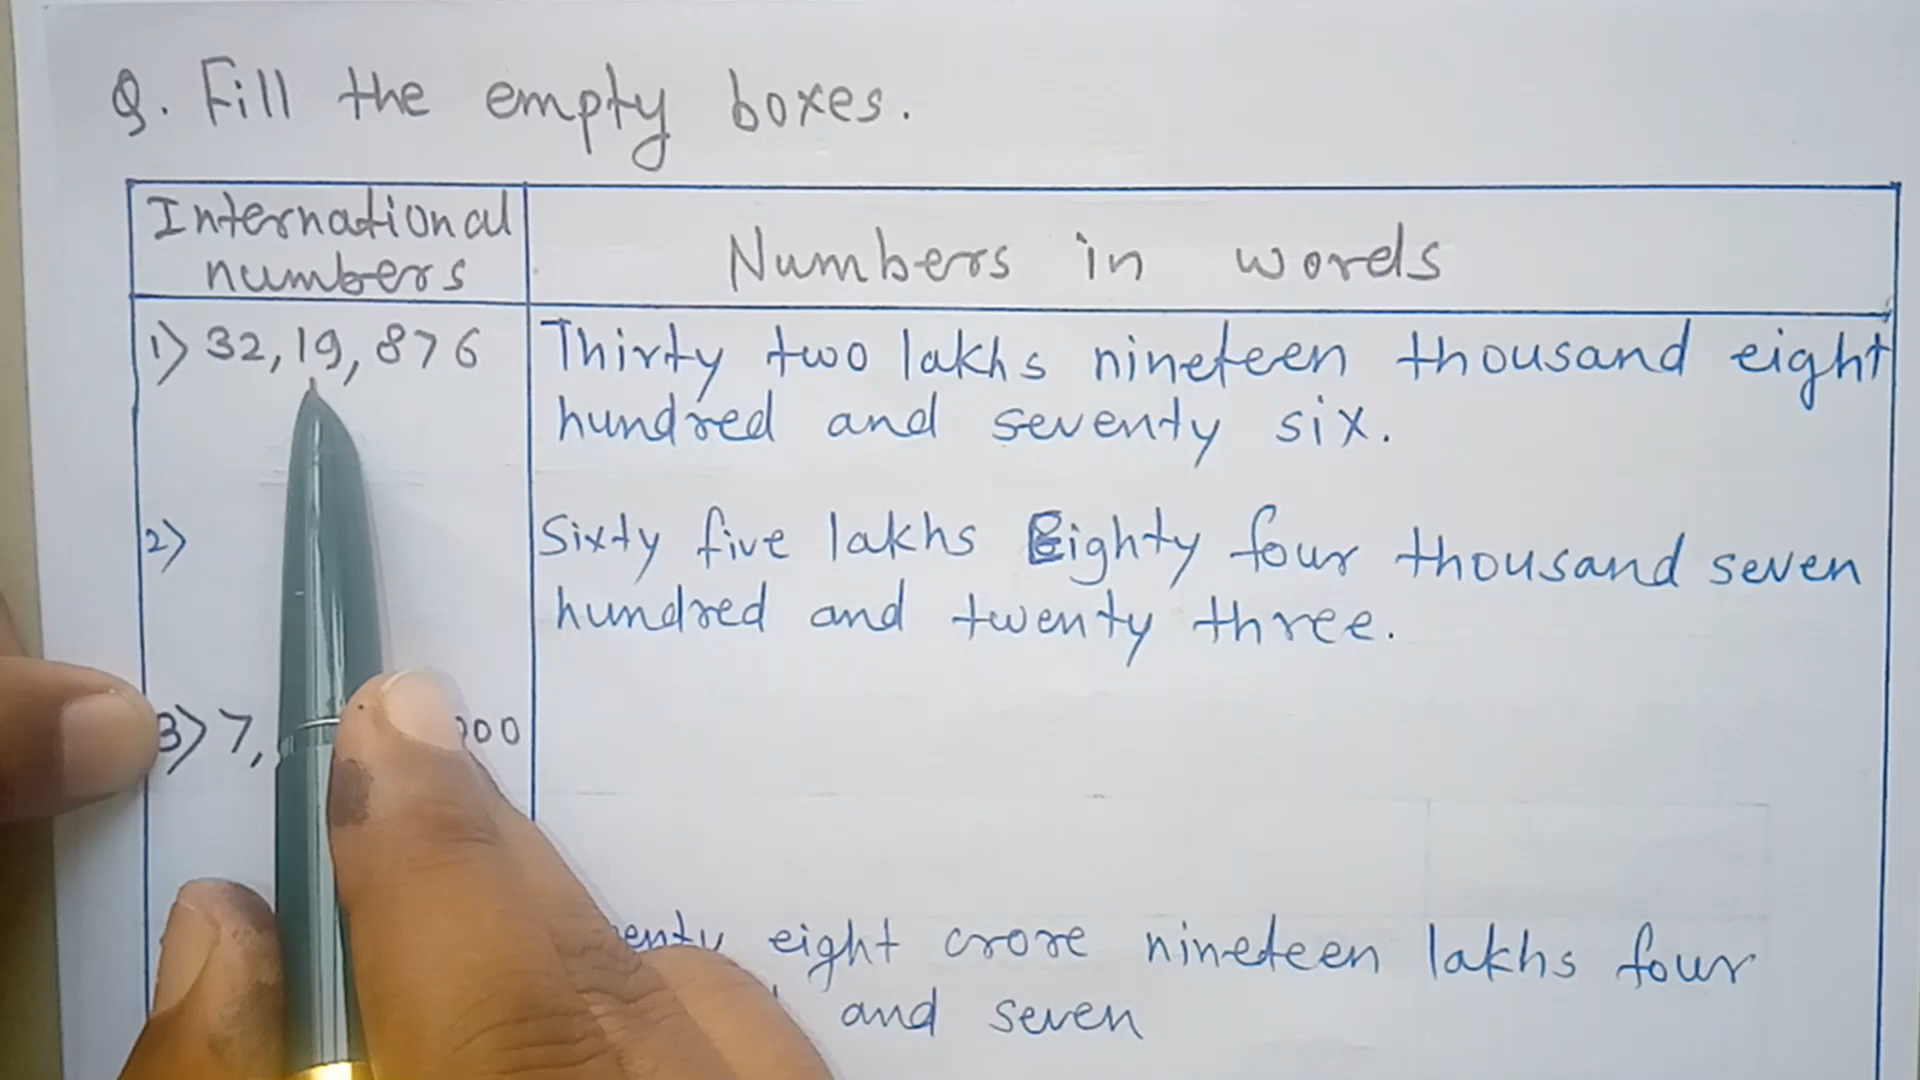 Q. Fill the empty boxes.
International
numbers
Numbers in words
1) 32,19,876
Thirty two lakhs nineteen thousand eight
hundred and seventy six.
2)
Sixty five lakhs Eighty four thousand seven
hundred and twenty three.
3) 7,
eight crore nineteen lakhs four
and seven